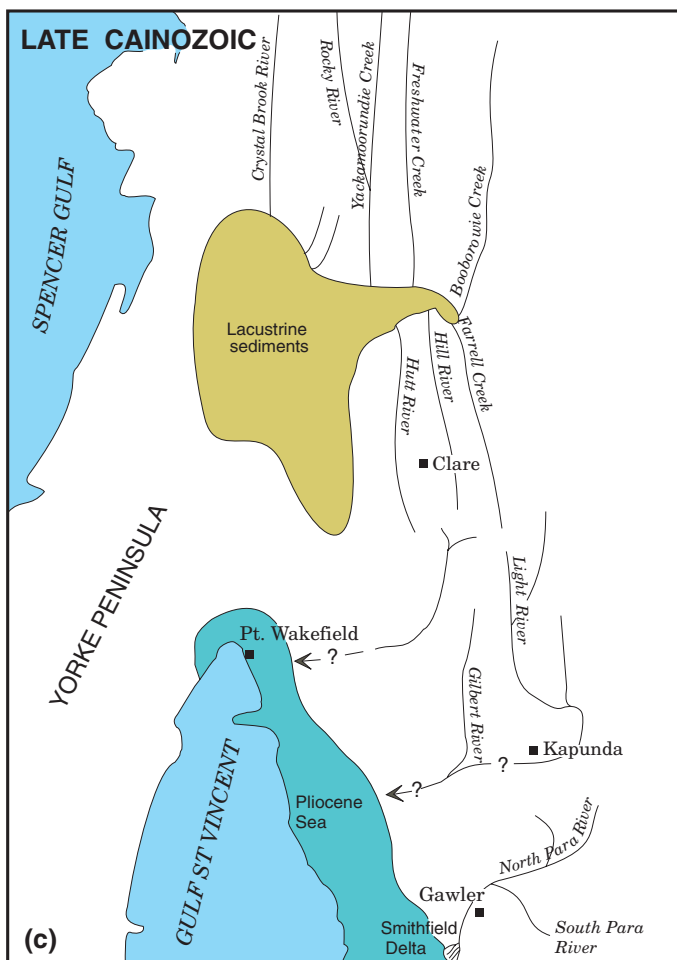 LATE CAINOZOIC
Crystal Brook River
Rocky River
Yackamoorundie Creek
Freshwater Creek
Booborowie Creek
SPENCER GULF
Lacustrine
sediments
Farrell Creek
Hill River
Hutt River
Clare
YORKE PENINSULA
Light River
Pt. Wakefield
?
Gilbert River
Kapunda
?
?
Pliocene
Sea
GULF ST VINCENT
North Para River
Gawler
Smithfield
Delta
South Para
River
(c)